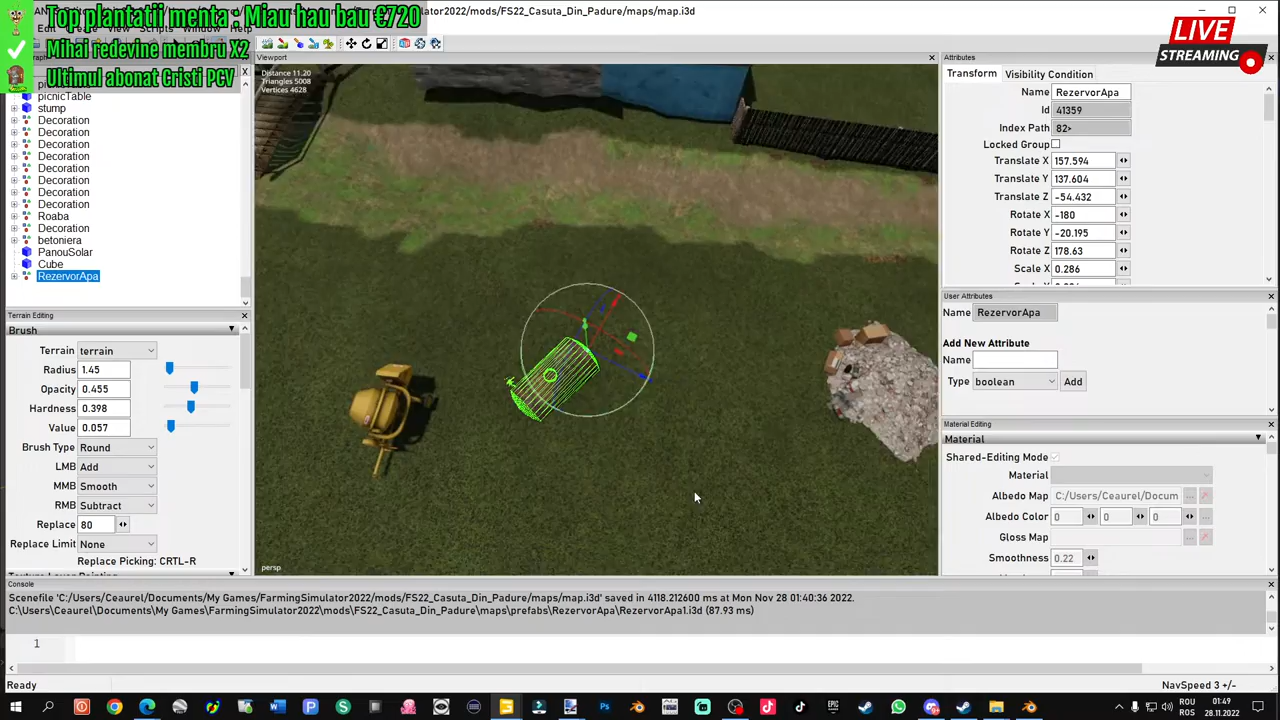 Top plantatii menta : Miau hau bau €720
Mihai redevine membru X2
Ultimul abonat Cristi PCV
Simulator2022/mods/FS22_Casuta_Din_Padure/maps/map.i3d
LIVE
STREAMING
Scripts Window Help
Viewport
Attributes
Distance 11.20
Triangles 5008
Vertices 4628
persp
picnicTable
stump
Decoration
Decoration
Decoration
Decoration
Decoration
Decoration
Decoration
Decoration
Roaba
Decoration
betoniera
PanouSolar
Cube
RezervorApa
Terrain Editing
Brush
Terrain terrain
Radius 1.45
Opacity 0.455
Hardness 0.398
Value 0.057
Brush Type Round
LMB Add
MMB Smooth
RMB Subtract
Replace 80
Replace Limit None
Replace Picking: CRTL-R
Texture Layer Painting
Transform Visibility Condition
Name RezervorApa
Id 41359
Index Path 82>
Locked Group
Translate X 157.594
Translate Y 137.604
Translate Z -54.432
Rotate X -180
Rotate Y -20.195
Rotate Z 178.63
Scale X 0.286
User Attributes
Name RezervorApa
Add New Attribute
Name
Type boolean Add
Material Editing
Material
Shared-Editing Mode
Material
Albedo Map C:/Users/Ceaurel/Docum ...
Albedo Color 0 0 0 ...
Gloss Map ...
Smoothness 0.22
Console
Scenefile 'C:/Users/Ceaurel/Documents/My Games/FarmingSimulator2022/mods/FS22_Casuta_Din_Padure/maps/map.i3d' saved in 4118.212600 ms at Mon Nov 28 01:40:36 2022.
C:\Users\Ceaurel\Documents\My Games\FarmingSimulator2022\mods\FS22_Casuta_Din_Padure\maps\prefabs\RezervorApa\RezervorApa1.i3d (87.93 ms)
1
Ready
NavSpeed 3 +/-
ROU
ROS
01:49
28.11.2022